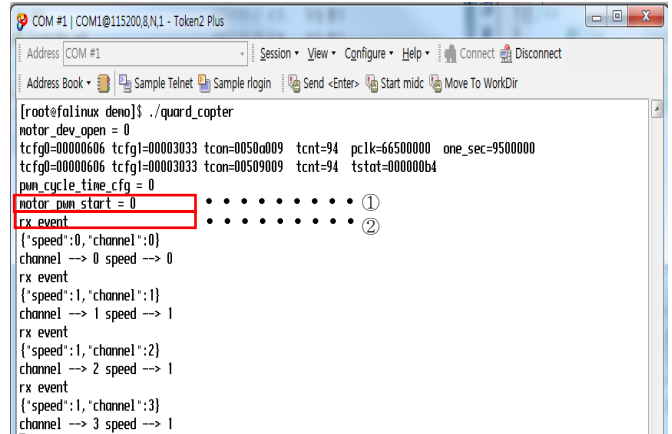 COM #1 | COM1@115200,8,N,1 - Token2 Plus
Address COM #1 Session View Configure Help Connect Disconnect
Address Book Sample Telnet Sample rlogin Send <Enter> Start midc Move To WorkDir
[root@falinux demo]$ ./quard_copter
motor_dev_open = 0
tcfg0=00000606 tcfg1=00003033 tcon=0050a009 tcnt=94 pclk=66500000 one_sec=9500000
tcfg0=00000606 tcfg1=00003033 tcon=00509009 tcnt=94 tstat=000000b4
pwm_cycle_time_cfg = 0
motor_pwm_start = 0 • • • • • • • • • ①
rx event • • • • • • • • • ②
{"speed":0,"channel":0}
channel --> 0 speed --> 0
rx event
{"speed":1,"channel":1}
channel --> 1 speed --> 1
rx event
{"speed":1,"channel":2}
channel --> 2 speed --> 1
rx event
{"speed":1,"channel":3}
channel --> 3 speed --> 1